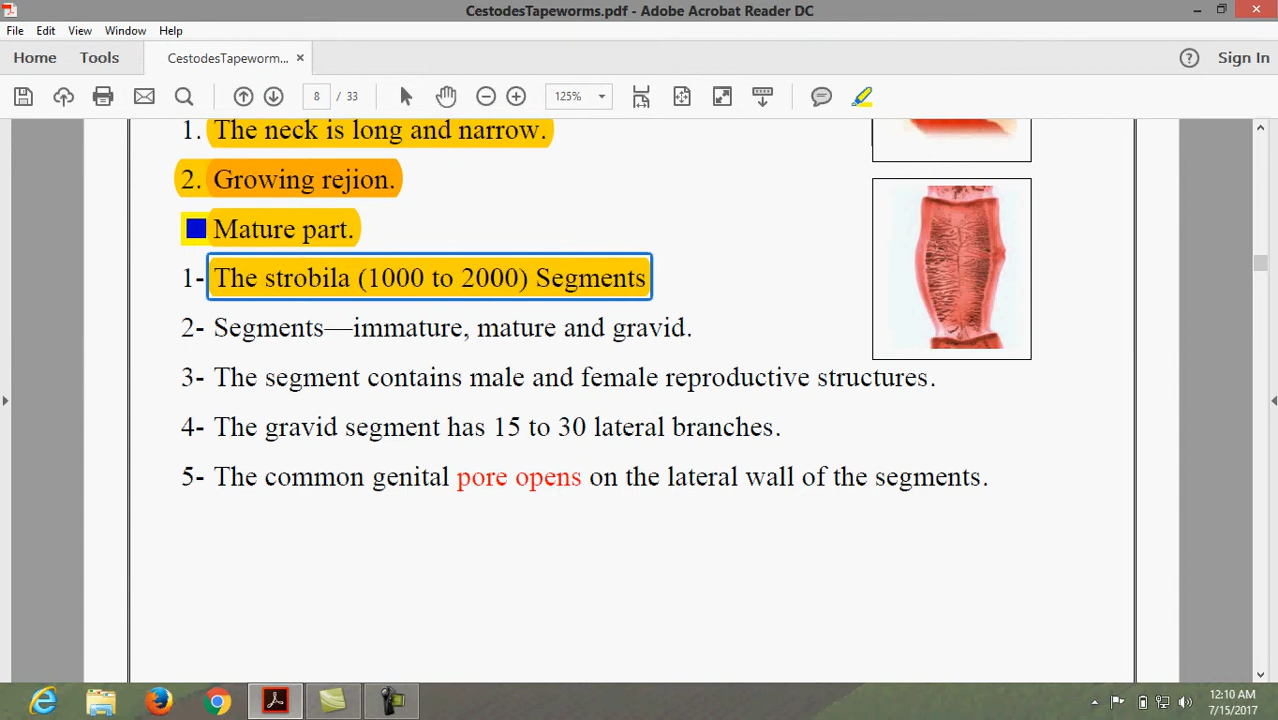 CestodesTapeworms.pdf - Adobe Acrobat Reader DC
File Edit View Window Help
Home Tools CestodesTapeworm... × Sign In
8 / 33 125%
1. The neck is long and narrow.
2. Growing rejion.
Mature part.
1- The strobila (1000 to 2000) Segments
2- Segments—immature, mature and gravid.
3- The segment contains male and female reproductive structures.
4- The gravid segment has 15 to 30 lateral branches.
5- The common genital pore opens on the lateral wall of the segments.
12:10 AM
7/15/2017